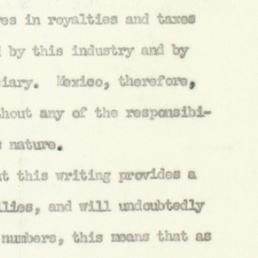 es in royalties and taxes
by this industry and by
iary. Mexico, therefore,
hout any of the responsibi-
nature.
t this writing provides a
lies, and will undoubtedly
numbers, this means that as